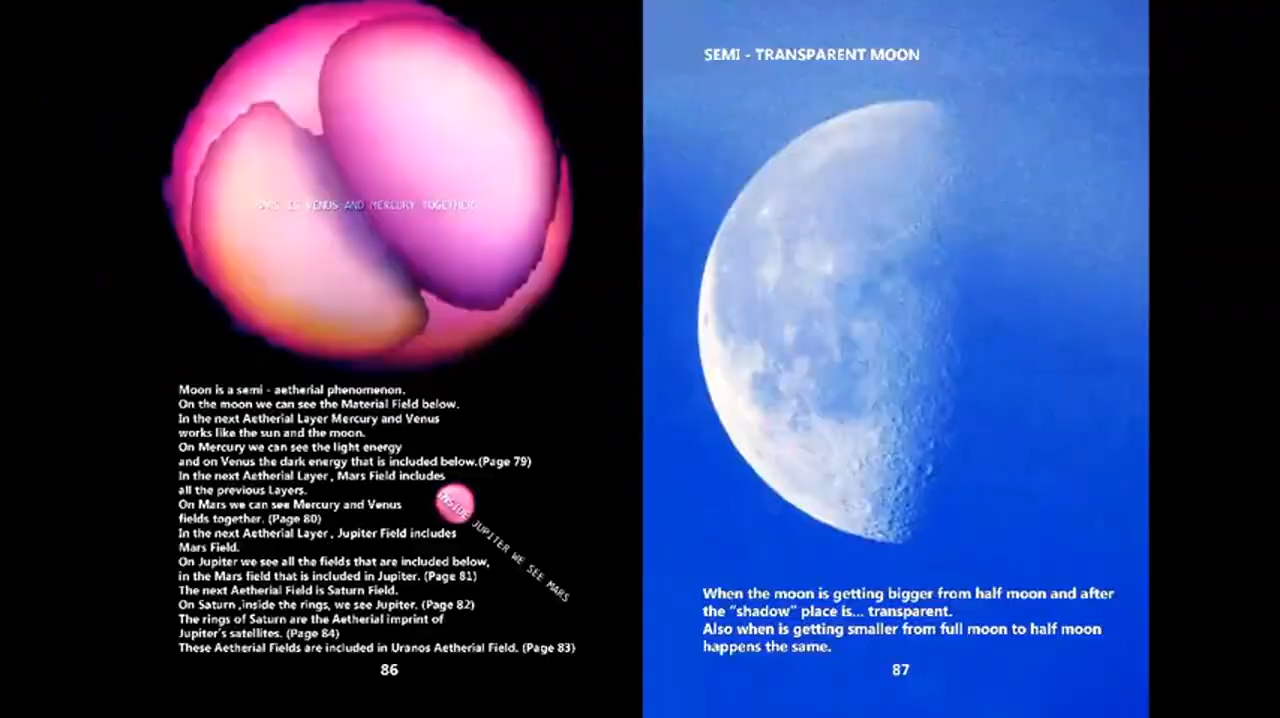 MARS IS VENUS AND MERCURY TOGETHER
Moon is a semi - aetherial phenomenon.
On the moon we can see the Material Field below.
In the next Aetherial Layer Mercury and Venus
works like the sun and the moon.
On Mercury we can see the light energy
and on Venus the dark energy that is included below.(Page 79)
In the next Aetherial Layer , Mars Field includes
all the previous Layers.
On Mars we can see Mercury and Venus
fields together. (Page 80)
In the next Aetherial Layer , Jupiter Field includes
Mars Field.
On Jupiter we see all the fields that are included below,
in the Mars field that is included in Jupiter. (Page 81)
The next Aetherial Field is Saturn Field.
On Saturn ,inside the rings, we see Jupiter. (Page 82)
The rings of Saturn are the Aetherial imprint of
Jupiter's satellites. (Page 84)
These Aetherial Fields are included in Uranos Aetherial Field. (Page 83)
INSIDE JUPITER WE SEE MARS
86
SEMI - TRANSPARENT MOON
When the moon is getting bigger from half moon and after
the "shadow" place is... transparent.
Also when is getting smaller from full moon to half moon
happens the same.
87